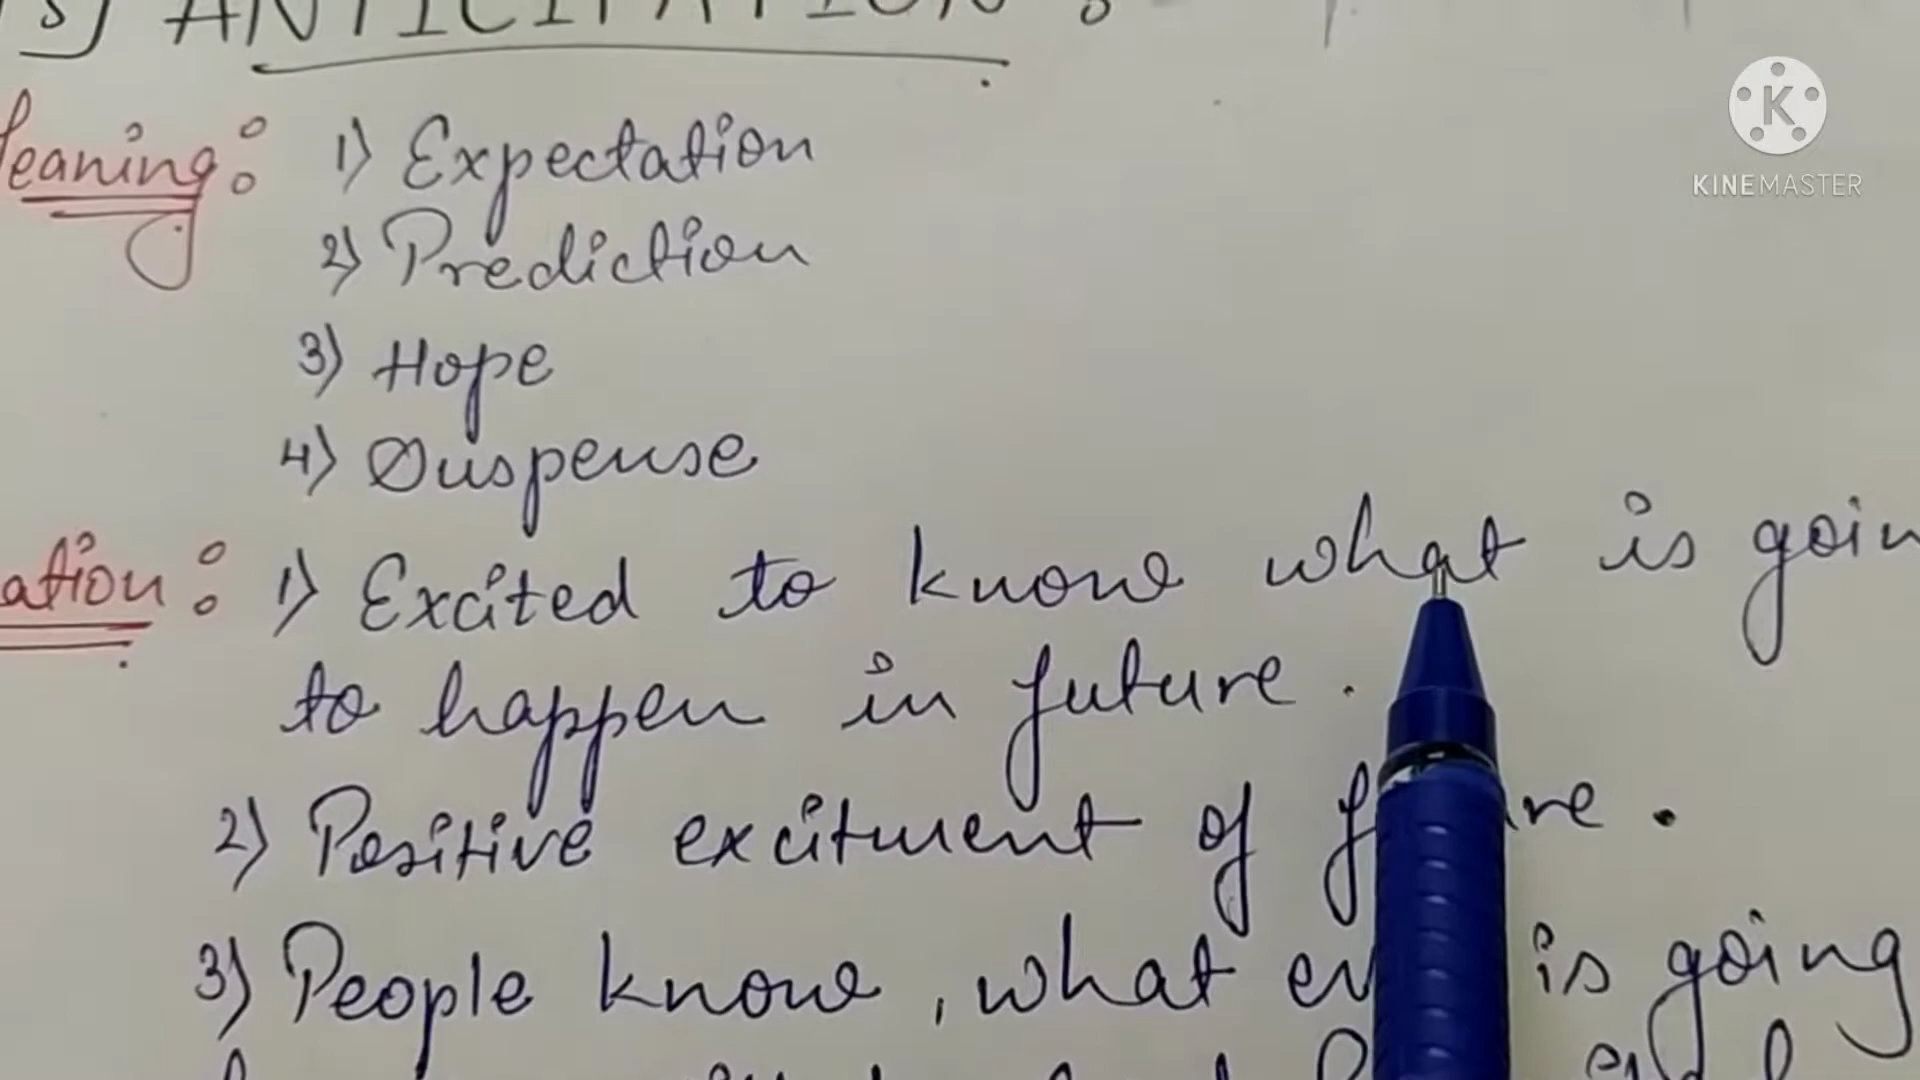 5) ANTICIPATION :
Meaning: 1) Expectation
2) Prediction
3) Hope
4) Suspense
ation: 1) Excited to know what is goin
to happen in future.
2) Positive excitment of
3) People know, what is going
KINEMASTER